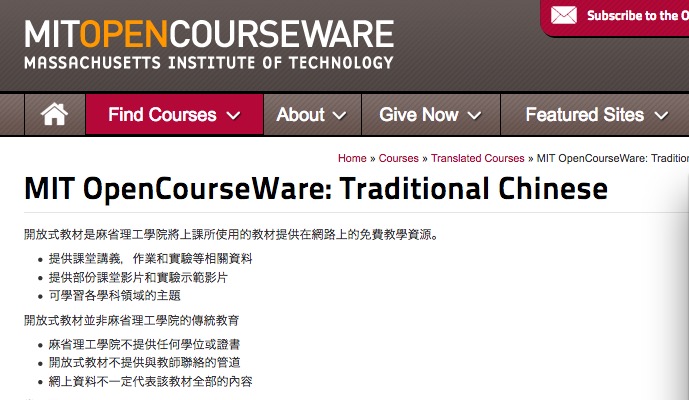 MITOPENCOURSEWARE
MASSACHUSETTS INSTITUTE OF TECHNOLOGY
Subscribe to the O
Find Courses
About
Give Now
Featured Sites
Home » Courses » Translated Courses » MIT OpenCourseWare: Tradition
MIT OpenCourseWare: Traditional Chinese
開放式教材是麻省理工學院將上課所使用的教材提供在網路上的免費教學資源。
提供課堂講義，作業和實驗等相關資料
提供部份課堂影片和實驗示範影片
可學習各學科領域的主題
開放式教材並非麻省理工學院的傳統教育
麻省理工學院不提供任何學位或證書
開放式教材不提供與教師聯絡的管道
網上資料不一定代表該教材全部的內容